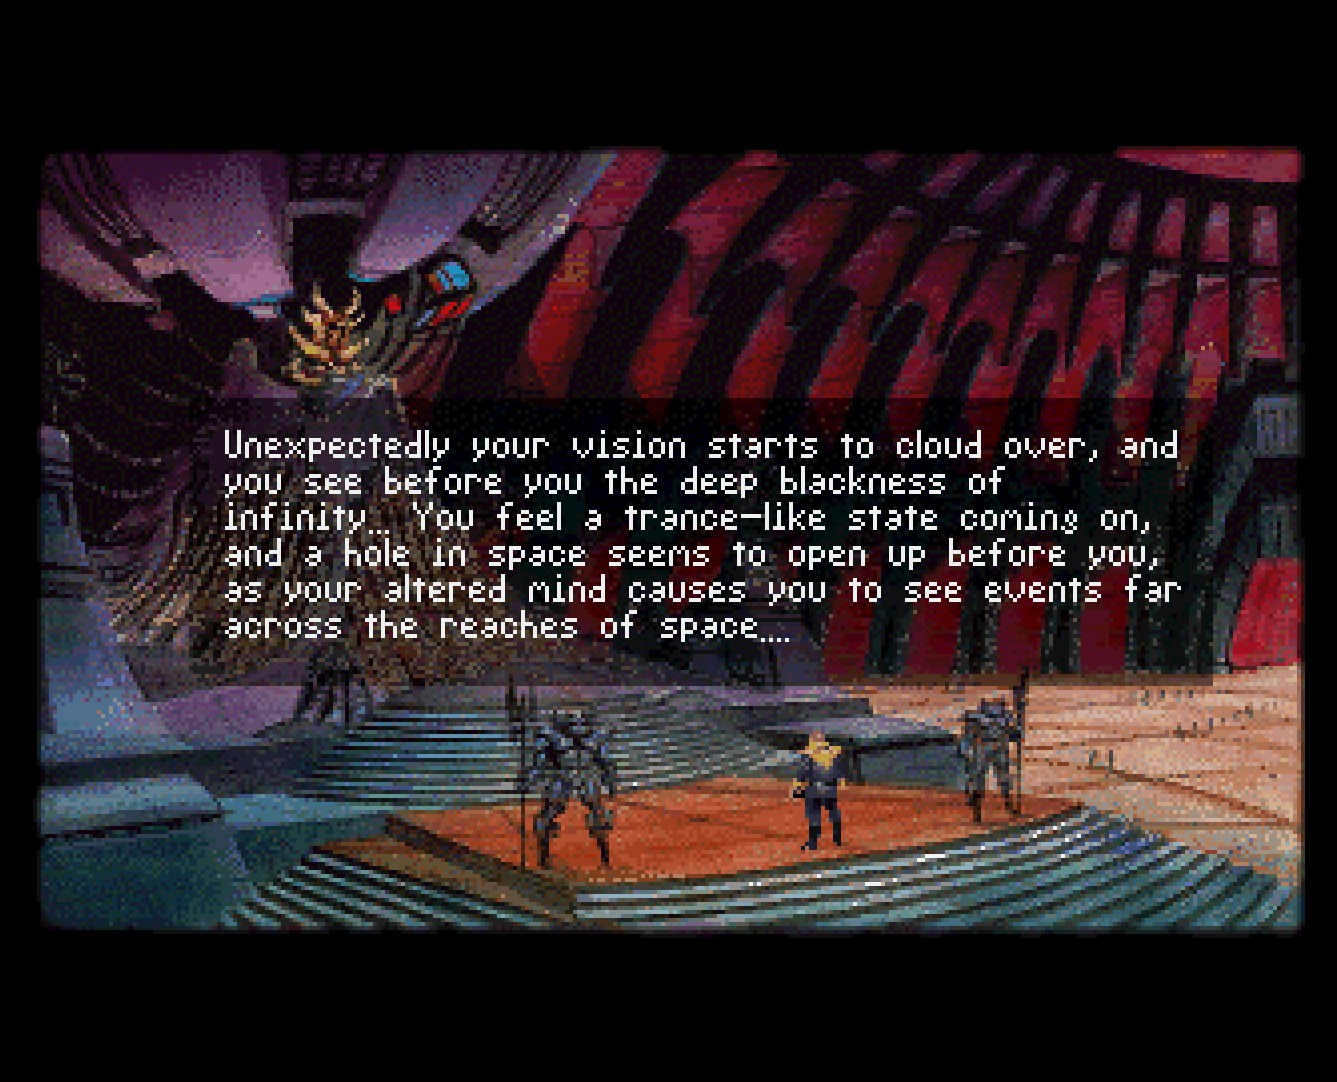 Unexpectedly your vision starts to cloud over, and
you see before you the deep blackness of
infinity... You feel a trance-like state coming on,
and a hole in space seems to open up before you,
as your altered mind causes you to see events far
across the reaches of space....